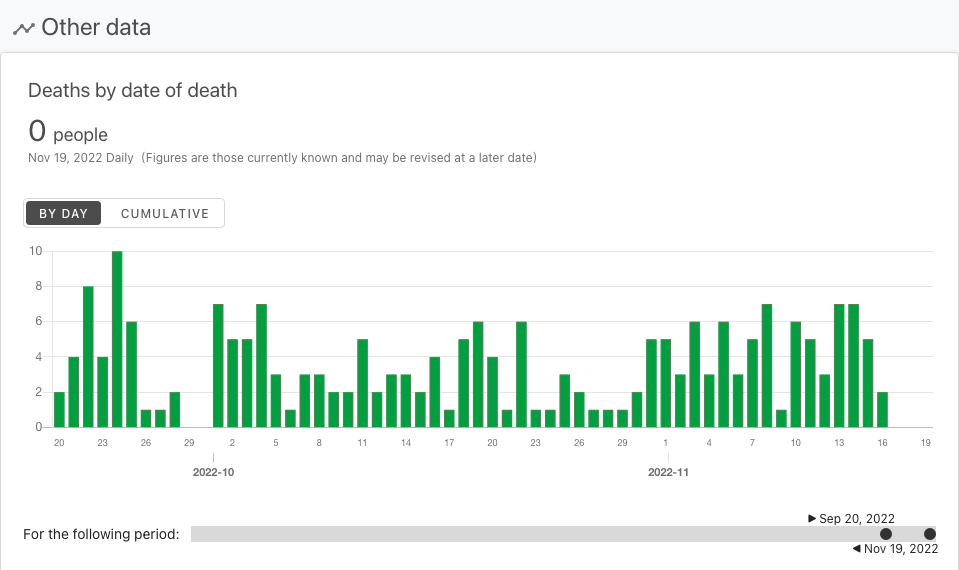 Other data
Deaths by date of death
0 people
Nov 19, 2022 Daily (Figures are those currently known and may be revised at a later date)
BY DAY CUMULATIVE
10
8
6
4
2
0
20 23 26 29 2 5 8 11 14 17 20 23 26 29 1 4 7 10 13 16 19
2022-10 2022-11
Sep 20, 2022
For the following period:
Nov 19, 2022